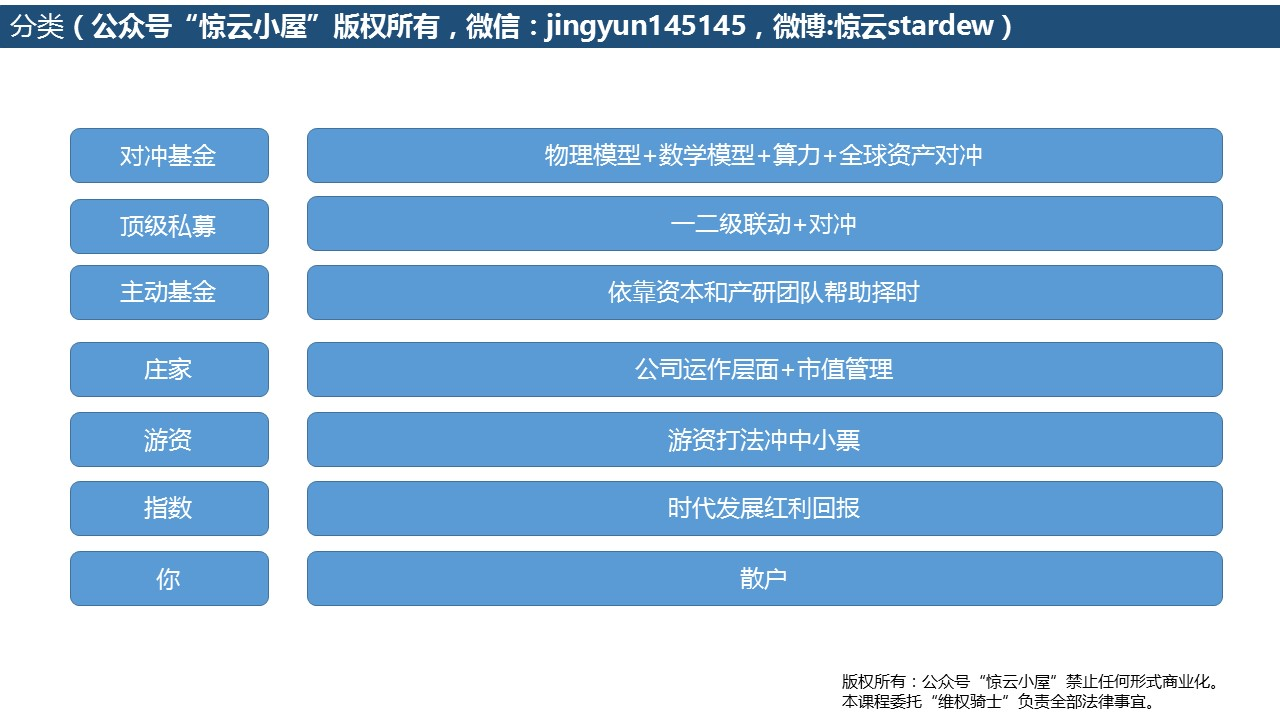 分类（公众号“惊云小屋”版权所有，微信：jingyun145145，微博:惊云stardew）
对冲基金 物理模型+数学模型+算力+全球资产对冲
顶级私募 一二级联动+对冲
主动基金 依靠资本和产研团队帮助择时
庄家 公司运作层面+市值管理
游资 游资打法冲中小票
指数 时代发展红利回报
你 散户
版权所有：公众号“惊云小屋”禁止任何形式商业化。
本课程委托“维权骑士”负责全部法律事宜。